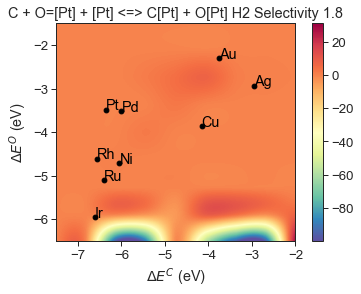 C + O=[Pt] + [Pt] <=> C[Pt] + O[Pt] H2 Selectivity 1.8
ΔE^O (eV)
−2
−3
−4
−5
−6
Au
Ag
Pt
Pd
Cu
Rh
Ni
Ru
Ir
−7
−6
−5
−4
−3
−2
ΔE^C (eV)
20
0
−20
−40
−60
−80